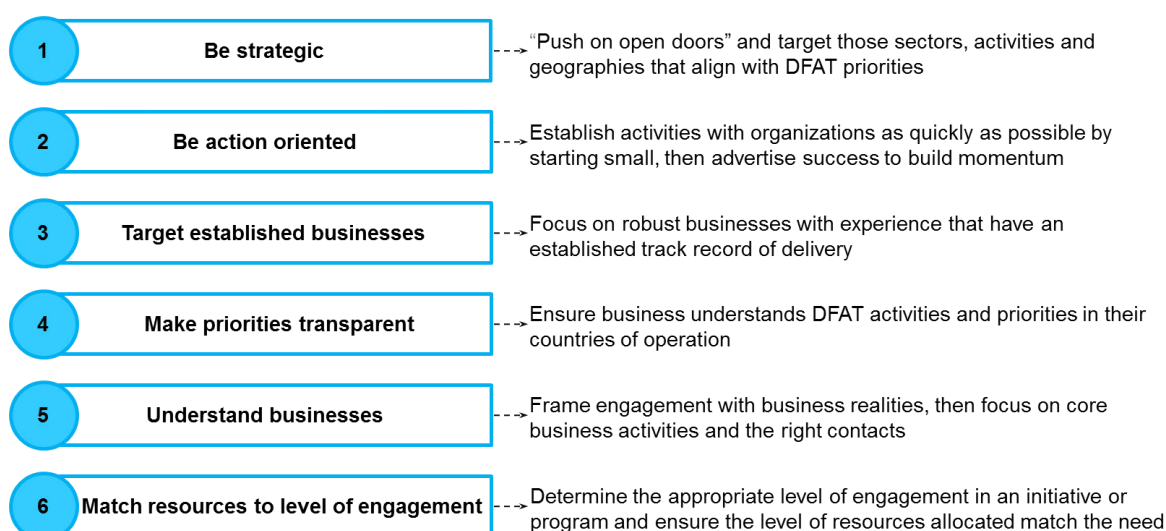 1
Be strategic
“Push on open doors” and target those sectors, activities and
geographies that align with DFAT priorities
2
Be action oriented
Establish activities with organizations as quickly as possible by
starting small, then advertise success to build momentum
3
Target established businesses
Focus on robust businesses with experience that have an
established track record of delivery
4
Make priorities transparent
Ensure business understands DFAT activities and priorities in their
countries of operation
5
Understand businesses
Frame engagement with business realities, then focus on core
business activities and the right contacts
6
Match resources to level of engagement
Determine the appropriate level of engagement in an initiative or
program and ensure the level of resources allocated match the need